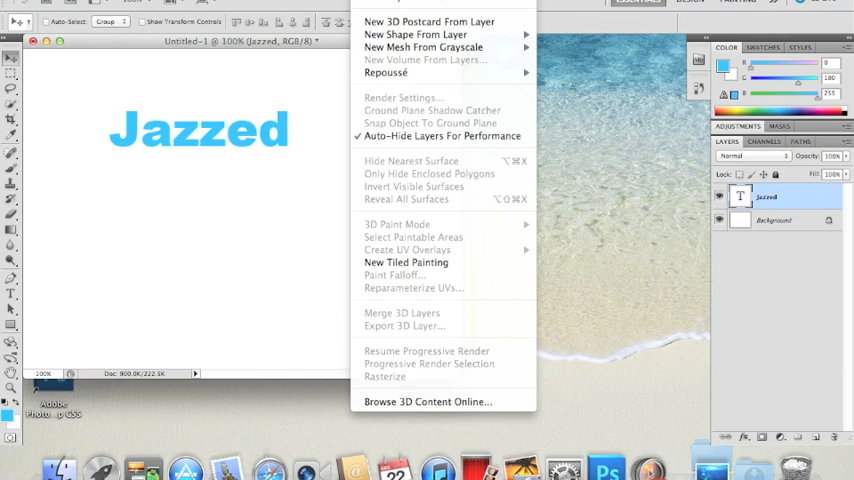 ESSENTIALS
DESIGN
PAINTING
Auto-Select:
Group
Show Transform Controls
Untitled-1 @ 100% (Jazzed, RGB/8) *
Jazzed
100%
Doc: 900.0K/222.5K
Adobe
Photo...p CS5
New 3D Postcard From Layer
New Shape From Layer
New Mesh From Grayscale
New Volume From Layers...
Repoussé
Render Settings...
Ground Plane Shadow Catcher
Snap Object To Ground Plane
✓ Auto-Hide Layers For Performance
Hide Nearest Surface ⌥⌘X
Only Hide Enclosed Polygons
Invert Visible Surfaces
Reveal All Surfaces ⌥⇧⌘X
3D Paint Mode
Select Paintable Areas
Create UV Overlays
New Tiled Painting
Paint Falloff...
Reparameterize UVs...
Merge 3D Layers
Export 3D Layer...
Resume Progressive Render
Progressive Render Selection
Rasterize
Browse 3D Content Online...
COLOR SWATCHES STYLES
R 0
G 180
B 255
ADJUSTMENTS MASKS
LAYERS CHANNELS PATHS
Normal Opacity: 100%
Lock: Fill: 100%
T Jazzed
Background
22
Ps